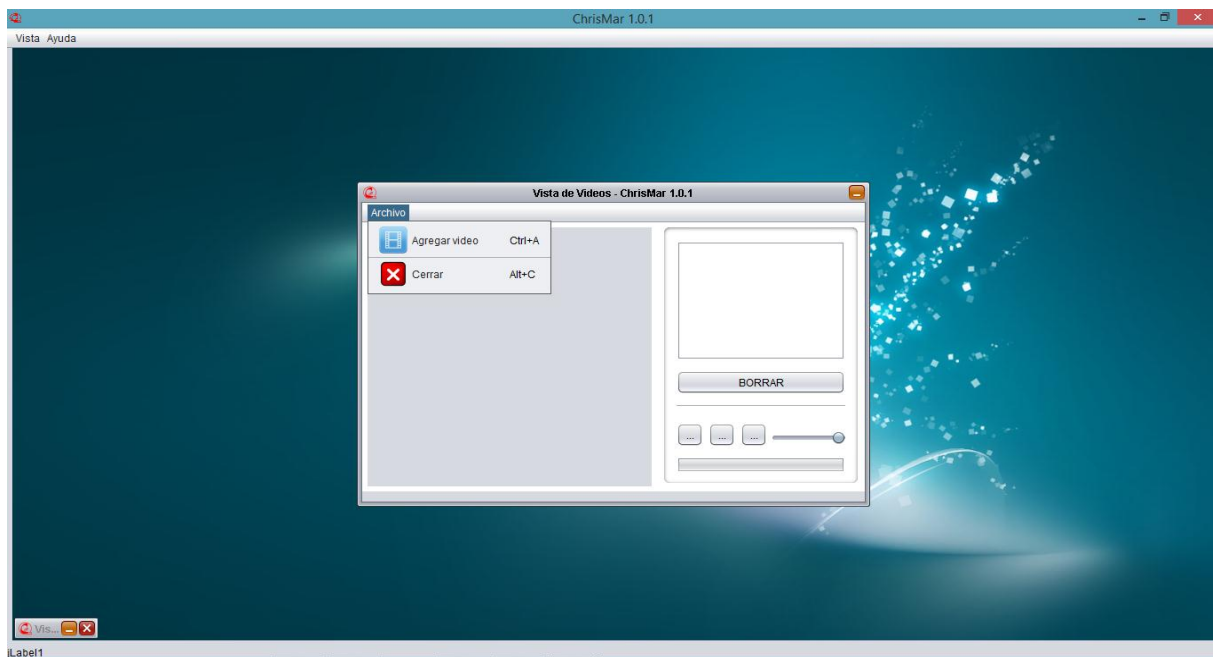 ChrisMar 1.0.1
Vista Ayuda
Vista de Videos - ChrisMar 1.0.1
Archivo
Agregar video Ctrl+A
Cerrar Alt+C
BORRAR
... ... ...
Vis...
jLabel1